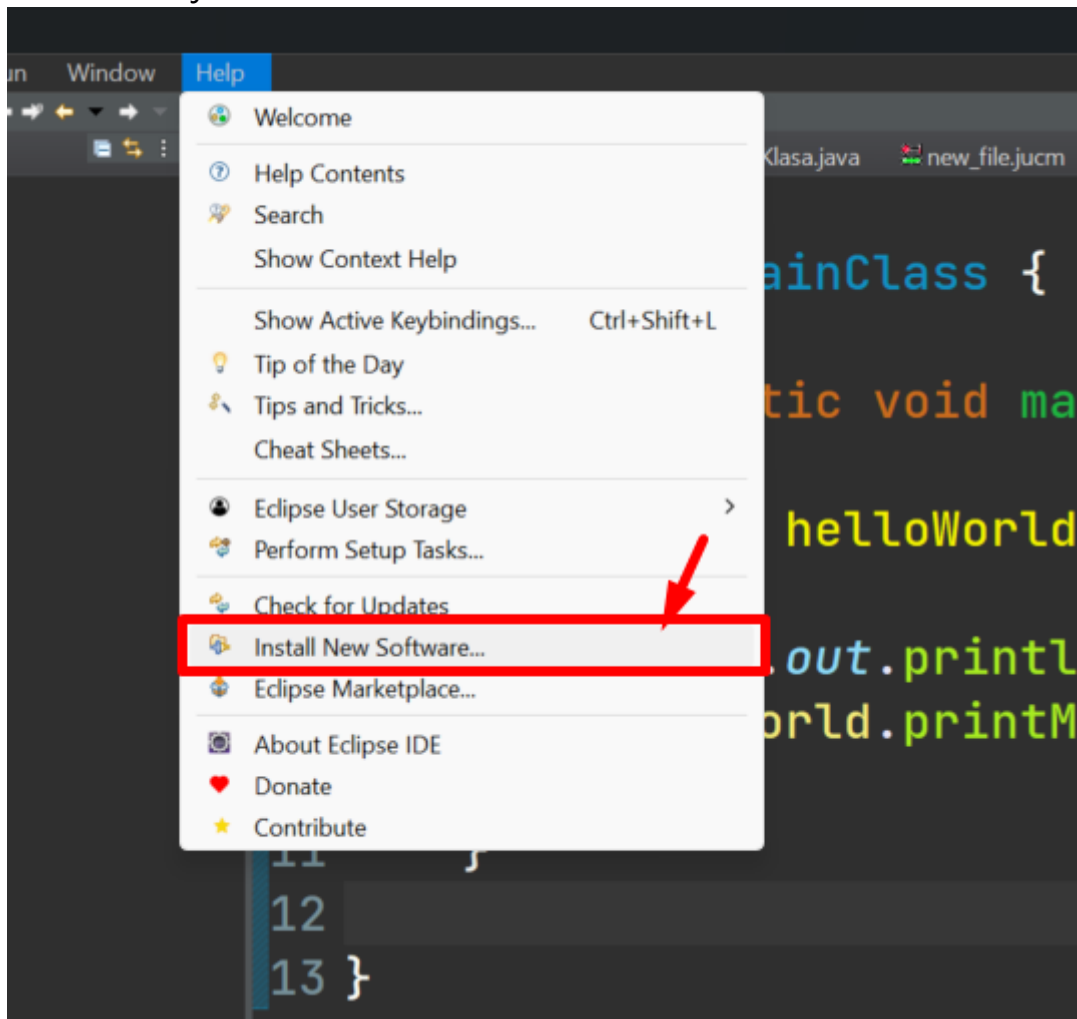 Window Help
Welcome
Klasa.java new_file.jucm
Help Contents
Search
Show Context Help
ainClass {
Show Active Keybindings... Ctrl+Shift+L
Tip of the Day
tic void ma
Tips and Tricks...
Cheat Sheets...
Eclipse User Storage
helloWorld
Perform Setup Tasks...
Check for Updates
Install New Software...
.out.printl
Eclipse Marketplace...
orld.printM
About Eclipse IDE
Donate
Contribute
11 }
12
13 }